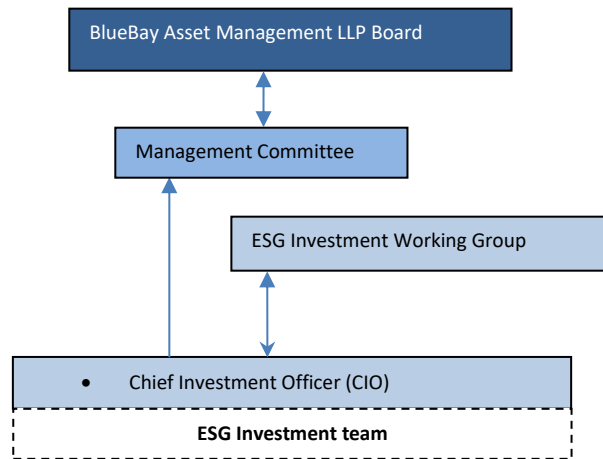 BlueBay Asset Management LLP Board
Management Committee
ESG Investment Working Group
• Chief Investment Officer (CIO)
ESG Investment team